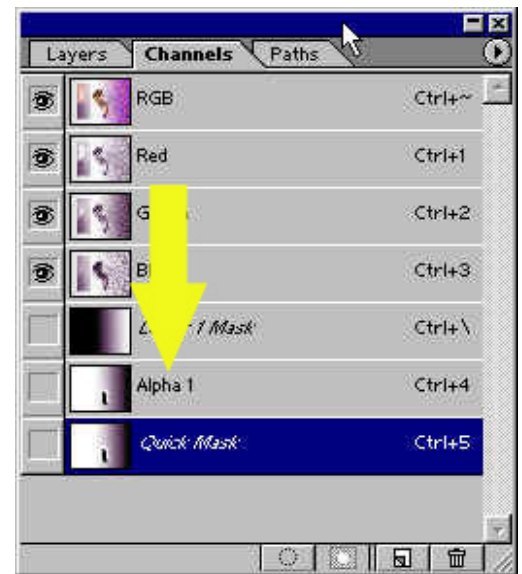 Layers Channels Paths
RGB Ctrl+~
Red Ctrl+1
Ctrl+2
Ctrl+3
1 Mask Ctrl+\
Alpha 1 Ctrl+4
Quick Mask Ctrl+5